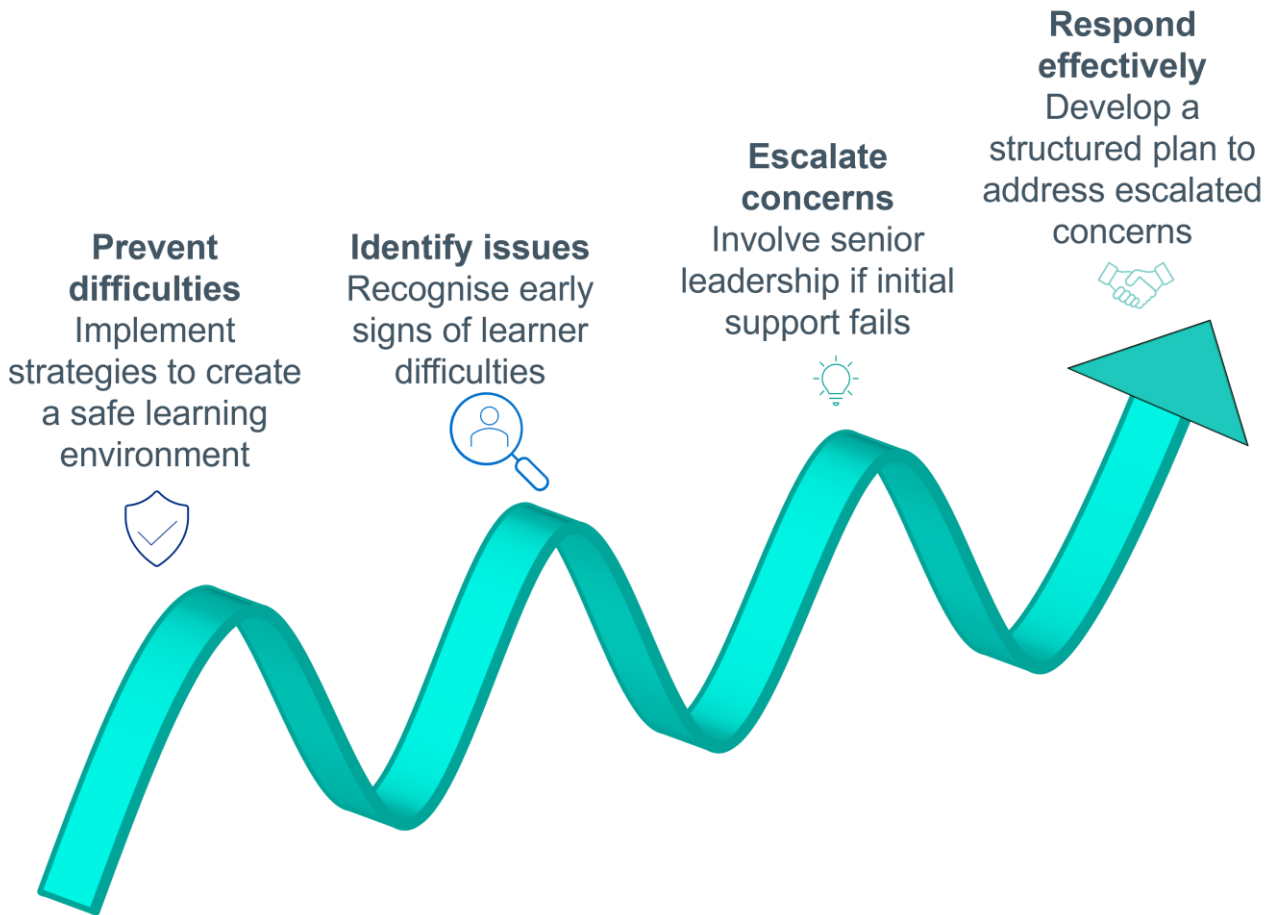 Prevent
difficulties
Implement
strategies to create
a safe learning
environment
Identify issues
Recognise early
signs of learner
difficulties
Escalate
concerns
Involve senior
leadership if initial
support fails
Respond
effectively
Develop a
structured plan to
address escalated
concerns